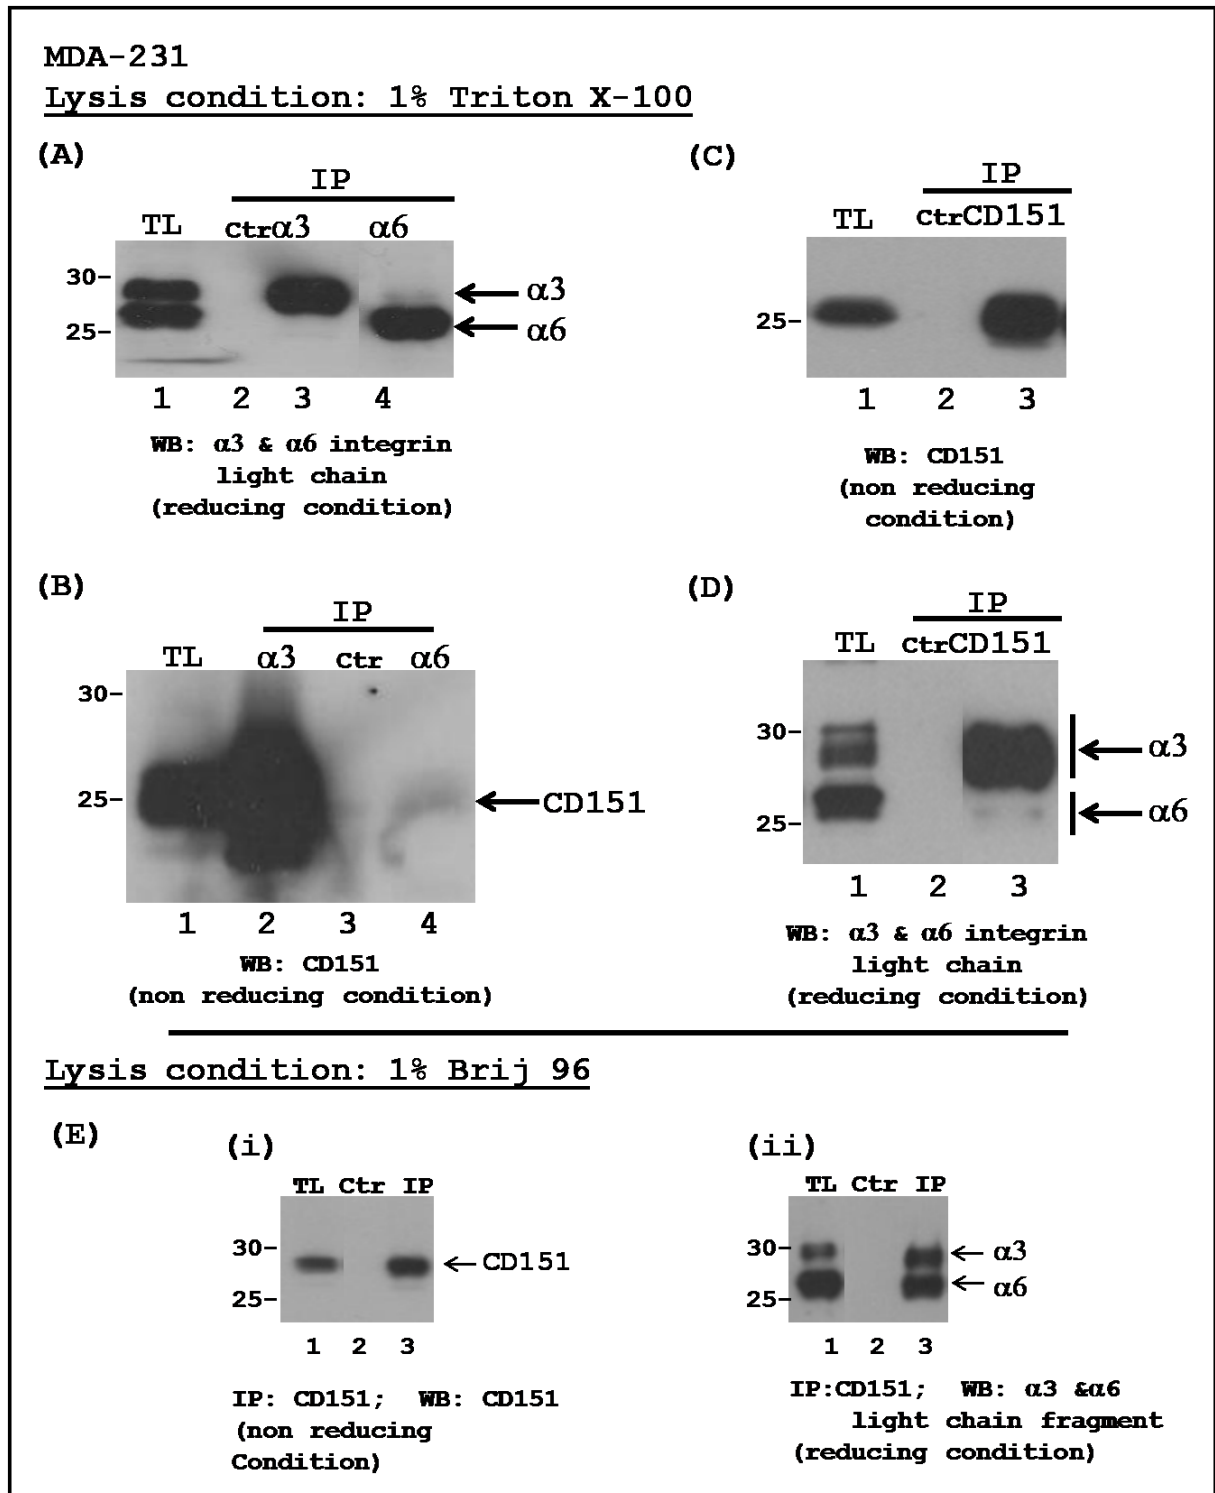 MDA-231
Lysis condition: 1% Triton X-100
(A)
IP
TL ctrα3 α6
30-
25-
α3
α6
1 2 3 4
WB: α3 & α6 integrin
light chain
(reducing condition)
(C)
IP
TL ctrCD151
25-
1 2 3
WB: CD151
(non reducing
condition)
(B)
IP
TL α3 Ctr α6
30-
25-
CD151
1 2 3 4
WB: CD151
(non reducing condition)
(D)
IP
TL ctrCD151
30-
25-
α3
α6
1 2 3
WB: α3 & α6 integrin
light chain
(reducing condition)
Lysis condition: 1% Brij 96
(E)
(i)
TL Ctr IP
30-
25-
CD151
1 2 3
IP: CD151; WB: CD151
(non reducing
Condition)
(ii)
TL Ctr IP
30-
25-
α3
α6
1 2 3
IP:CD151; WB: α3 &α6
light chain fragment
(reducing condition)